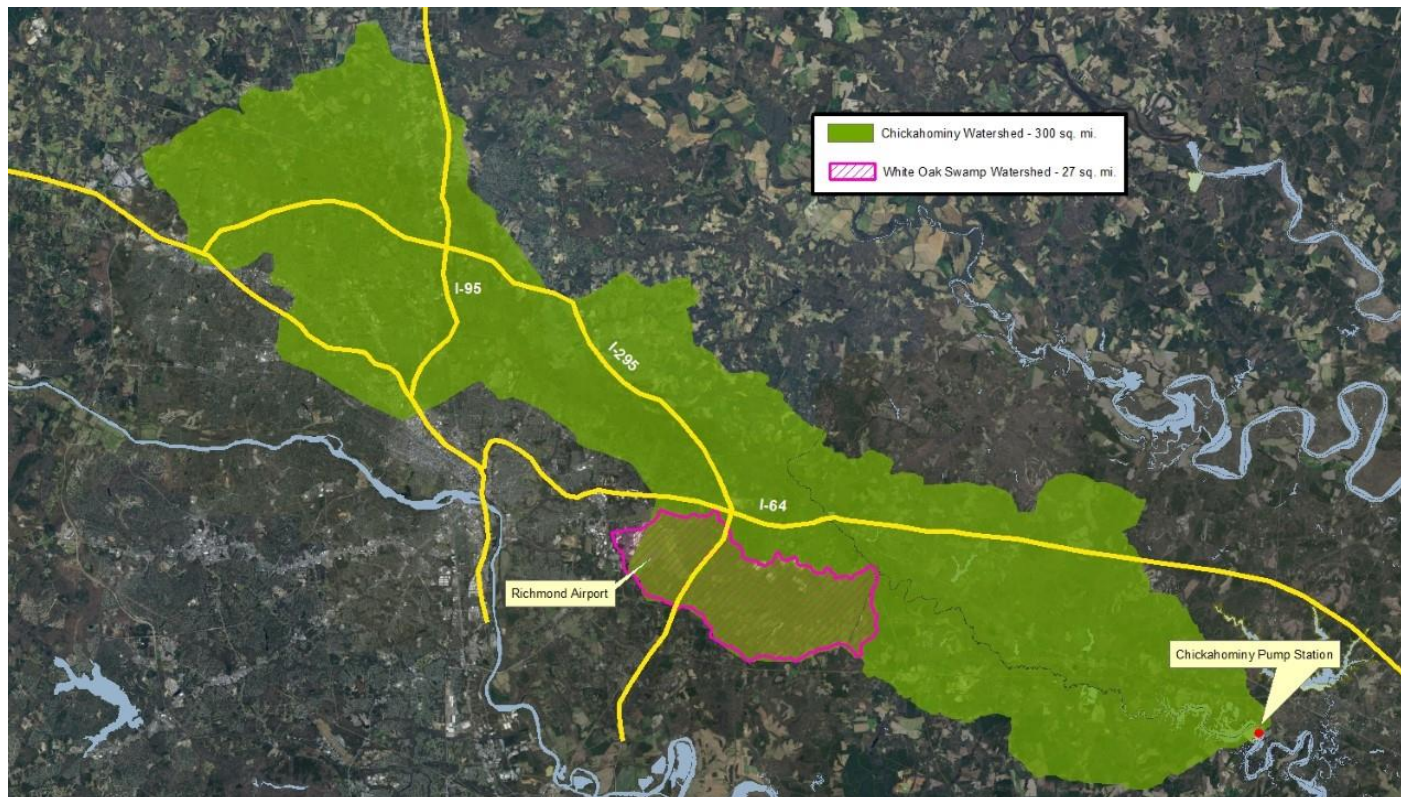 Chickahominy Watershed - 300 sq. mi.
White Oak Swamp Watershed - 27 sq. mi.
I-95
I-295
I-64
Richmond Airport
Chickahominy Pump Station